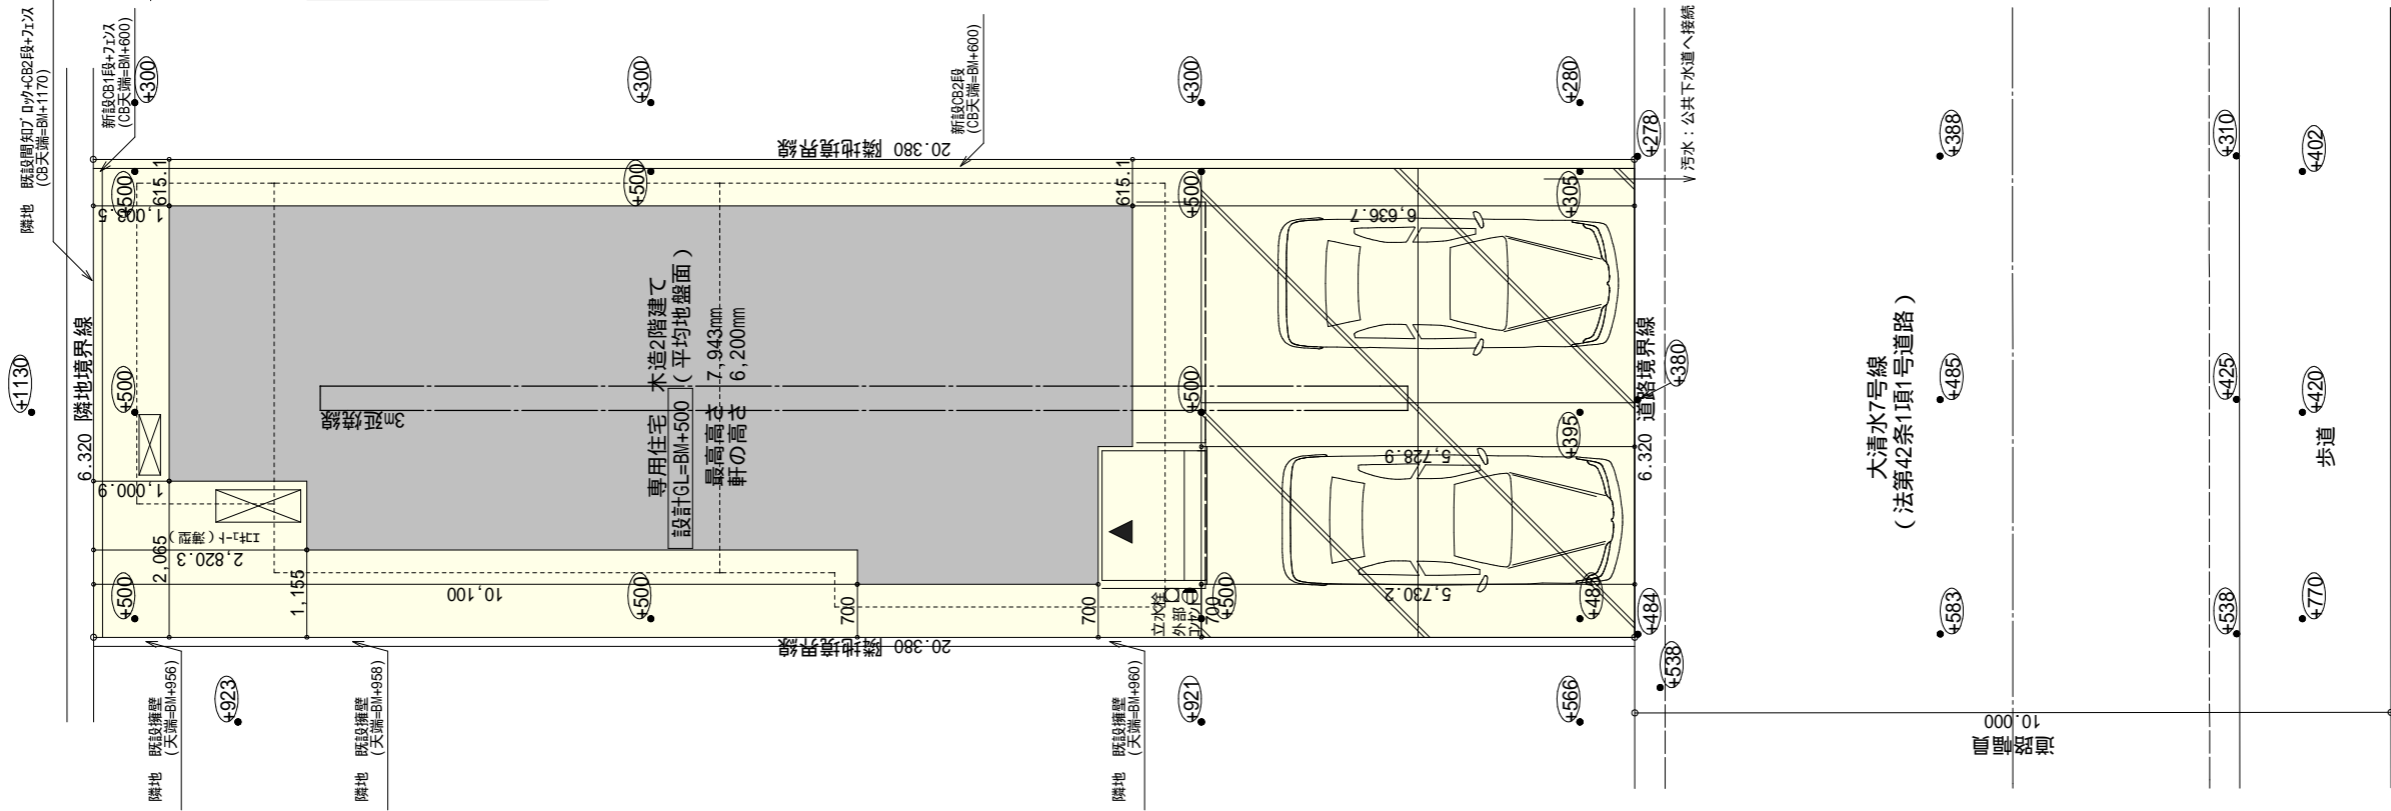 隣地 既設間知ﾌﾞﾛｯｸ+CB2段+ﾌｪﾝｽ
(CB天端=BM+1170)
新設CB1段+ﾌｪﾝｽ
(CB天端=BM+600)
+300
+300
+300
+280
新設CB2段
(CB天端=BM+600)
汚水：公共下水道へ接続
20.380 隣地境界線
+278
+388
+310
+402
+500
1,003.5
615.1
+500
615.1
+500
+305
6,636.7
+1130
6.320 隣地境界線
+500
3m延焼線
専用住宅 木造2階建て
設計GL=BM+500 (平均地盤面)
最高高さ 7,943mm
軒の高さ 6,200mm
+500
+395
5,728.9
6.320 道路境界線
+380
大清水7号線
(法第42条1項1号道路)
+485
+425
+420
歩道
1,000.9
ｴｺｷｭｰﾄ(薄型)
2,820.3
2,065
1,155
+500
10,100
+500
700
700
立水栓
外部
ｺﾝｾﾝﾄ
700
+500
5,730.2
+484
+583
+538
+770
20.380 隣地境界線
隣地 既設擁壁
(天端=BM+956)
+923
隣地 既設擁壁
(天端=BM+958)
隣地 既設擁壁
(天端=BM+960)
+921
+566
+538
道路幅員
10.000